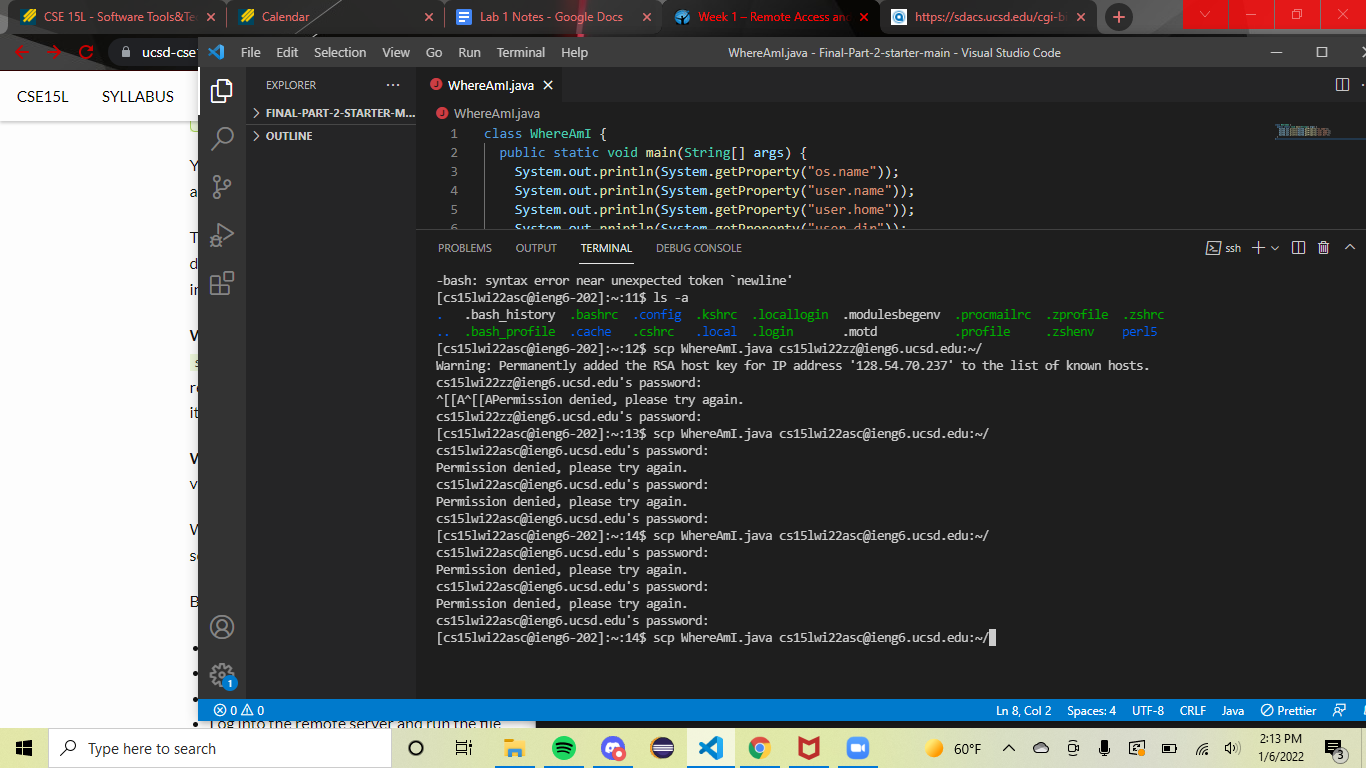 CSE 15L - Software Tools&Te
Calendar
Lab 1 Notes - Google Docs
Week 1 – Remote Access and
https://sdacs.ucsd.edu/cgi-bi
ucsd-cse
File Edit Selection View Go Run Terminal Help
WhereAmI.java - Final-Part-2-starter-main - Visual Studio Code
CSE15L SYLLABUS
EXPLORER
FINAL-PART-2-STARTER-M...
OUTLINE
WhereAmI.java
WhereAmI.java
1 class WhereAmI {
2 public static void main(String[] args) {
3 System.out.println(System.getProperty("os.name"));
4 System.out.println(System.getProperty("user.name"));
5 System.out.println(System.getProperty("user.home"));
6 System.out.println(System.getProperty("user.dir"));
PROBLEMS OUTPUT TERMINAL DEBUG CONSOLE
ssh
-bash: syntax error near unexpected token `newline'
[cs15lwi22asc@ieng6-202]:~:11$ ls -a
. .bash_history .bashrc .config .kshrc .locallogin .modulesbegenv .procmailrc .zprofile .zshrc
.. .bash_profile .cache .cshrc .local .login .motd .profile .zshenv perl5
[cs15lwi22asc@ieng6-202]:~:12$ scp WhereAmI.java cs15lwi22zz@ieng6.ucsd.edu:~/
Warning: Permanently added the RSA host key for IP address '128.54.70.237' to the list of known hosts.
cs15lwi22zz@ieng6.ucsd.edu's password:
^[[A^[[APermission denied, please try again.
cs15lwi22zz@ieng6.ucsd.edu's password:
[cs15lwi22asc@ieng6-202]:~:13$ scp WhereAmI.java cs15lwi22asc@ieng6.ucsd.edu:~/
cs15lwi22asc@ieng6.ucsd.edu's password:
Permission denied, please try again.
cs15lwi22asc@ieng6.ucsd.edu's password:
Permission denied, please try again.
cs15lwi22asc@ieng6.ucsd.edu's password:
[cs15lwi22asc@ieng6-202]:~:14$ scp WhereAmI.java cs15lwi22asc@ieng6.ucsd.edu:~/
cs15lwi22asc@ieng6.ucsd.edu's password:
Permission denied, please try again.
cs15lwi22asc@ieng6.ucsd.edu's password:
Permission denied, please try again.
cs15lwi22asc@ieng6.ucsd.edu's password:
[cs15lwi22asc@ieng6-202]:~:14$ scp WhereAmI.java cs15lwi22asc@ieng6.ucsd.edu:~/
1
0 0
Ln 8, Col 2 Spaces: 4 UTF-8 CRLF Java Prettier
Log into the remote server and run the file
Type here to search
60°F
2:13 PM
1/6/2022
3